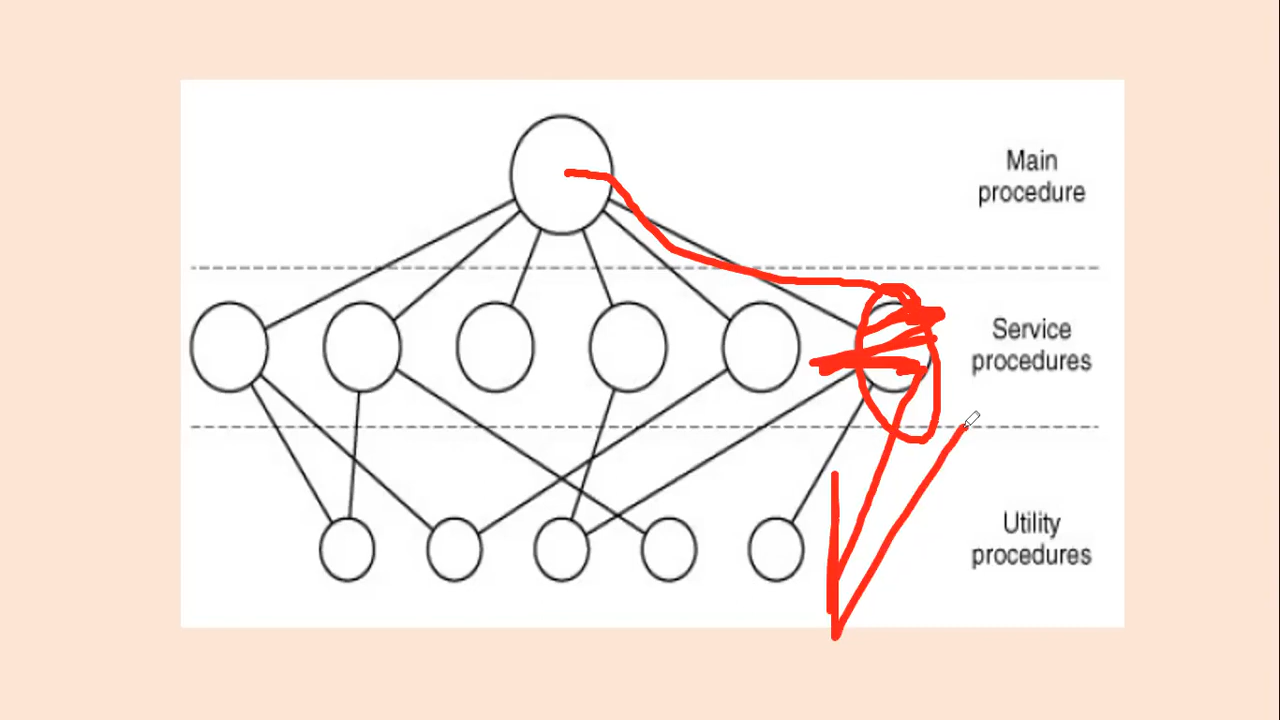 Main
procedure
Service
procedures
Utility
procedures